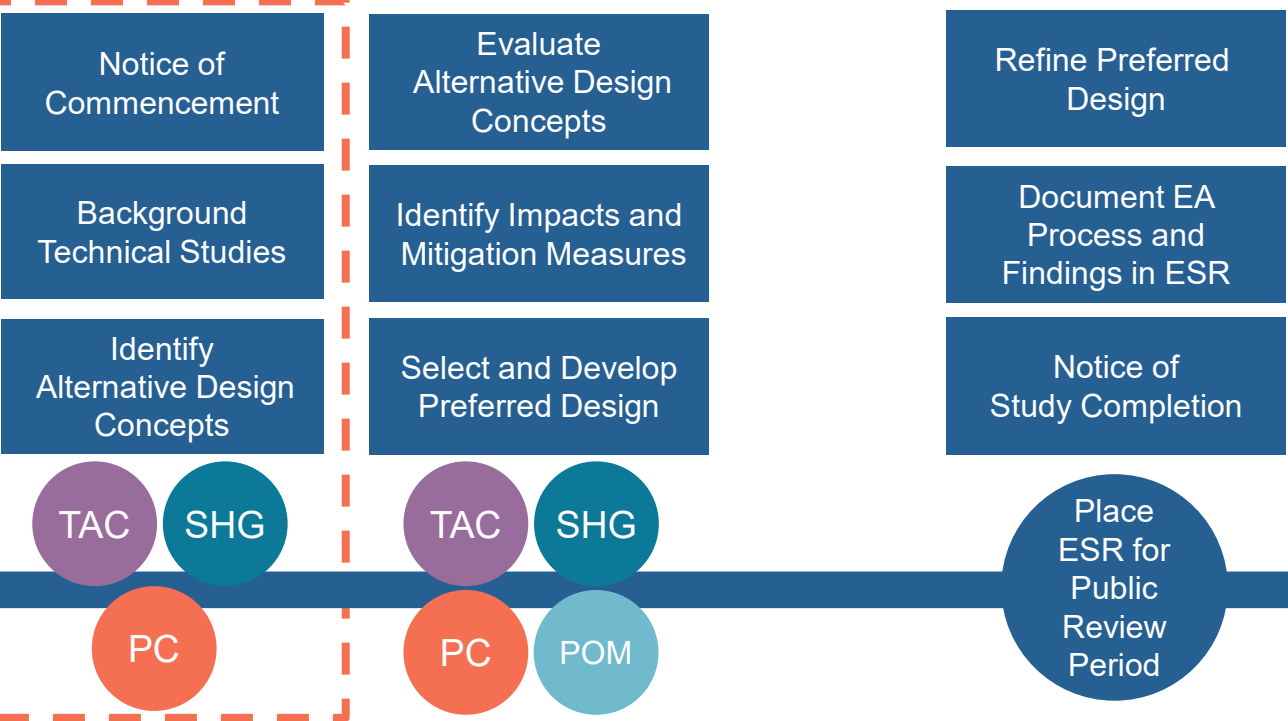 Notice of
Commencement
Background
Technical Studies
Identify
Alternative Design
Concepts
TAC
SHG
PC
Evaluate
Alternative Design
Concepts
Identify Impacts and
Mitigation Measures
Select and Develop
Preferred Design
TAC
SHG
PC
POM
Refine Preferred
Design
Document EA
Process and
Findings in ESR
Notice of
Study Completion
Place
ESR for
Public
Review
Period